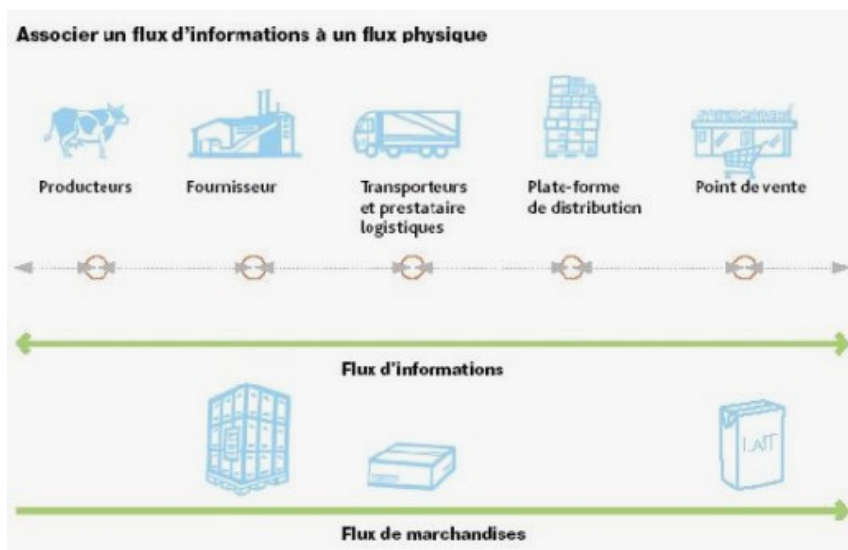 Associer un flux d'informations à un flux physique
Producteurs
Fournisseur
Transporteurs
et prestataire
logistiques
Plate-forme
de distribution
Point de vente
Flux d'informations
LAIT
Flux de marchandises